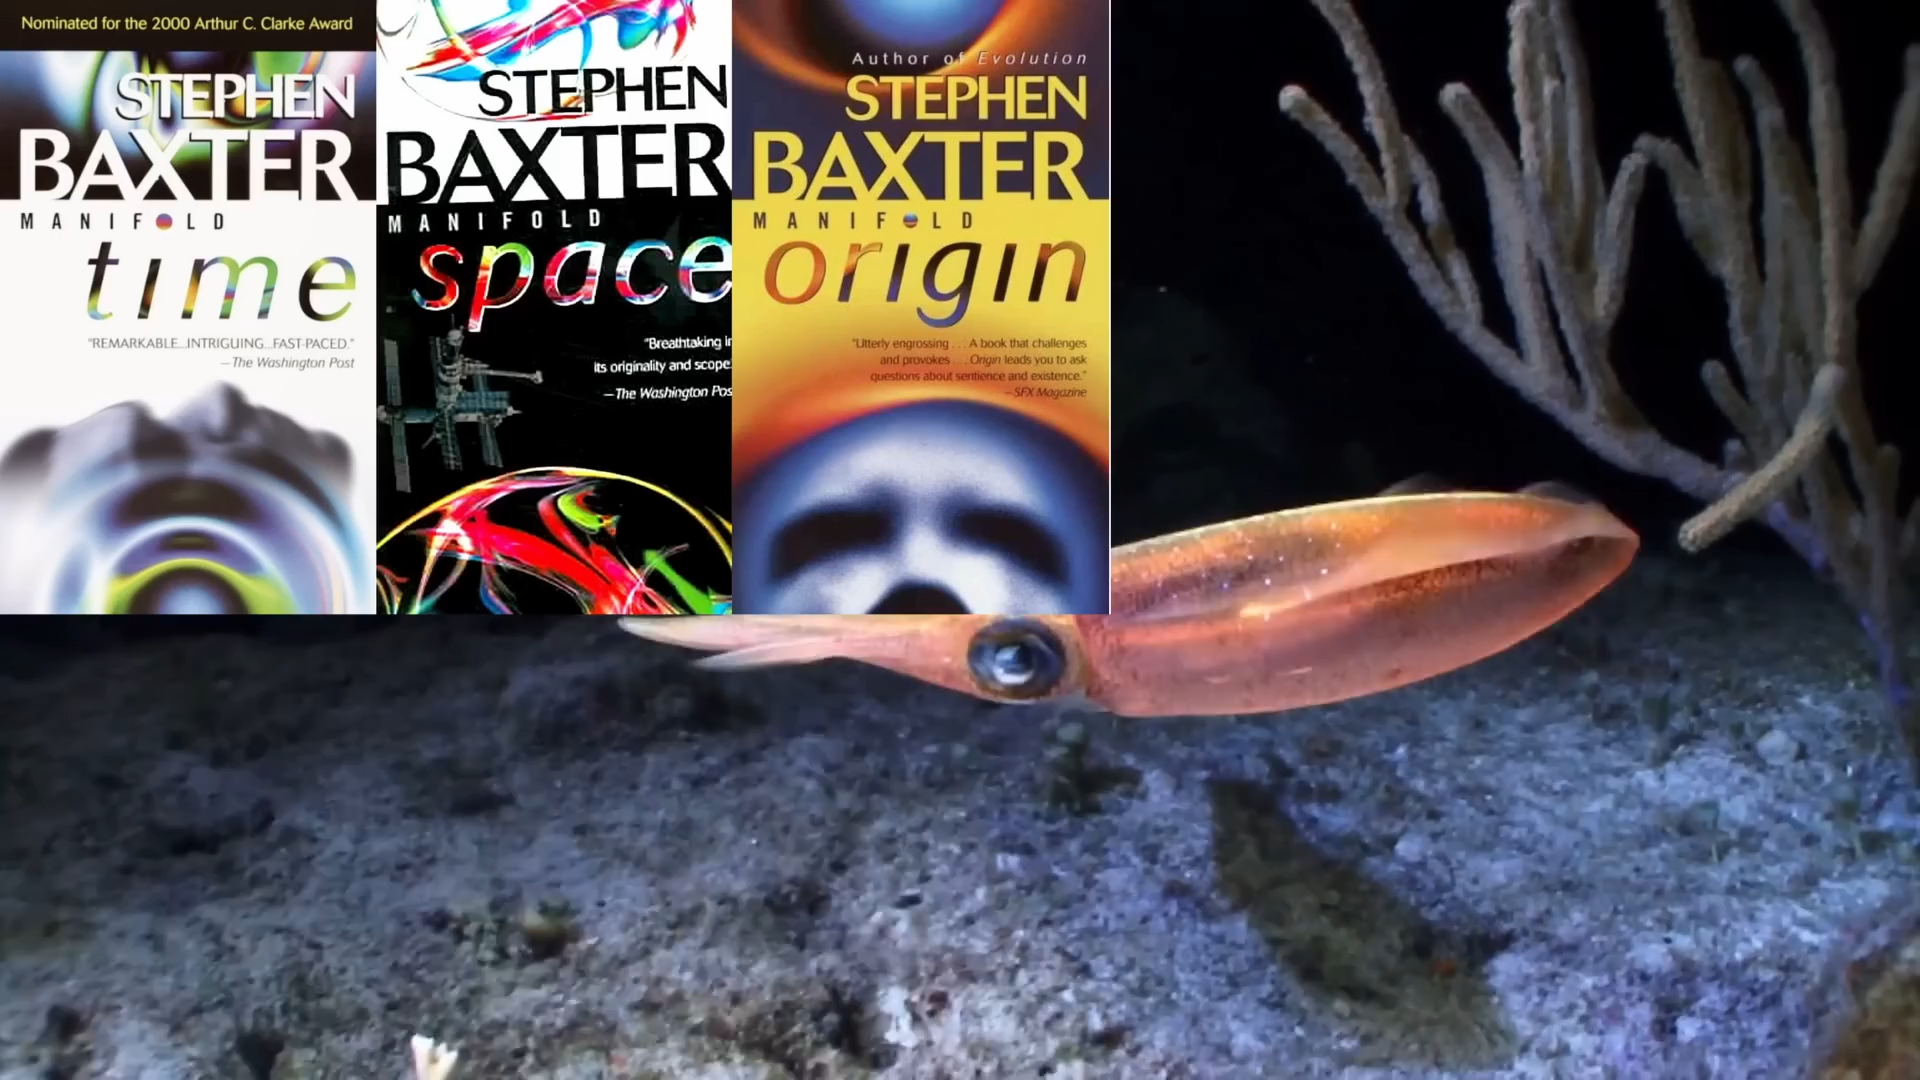 Nominated for the 2000 Arthur C. Clarke Award
STEPHEN
BAXTER
MANIFOLD
time
"REMARKABLE...INTRIGUING...FAST-PACED."
—The Washington Post
STEPHEN
BAXTER
MANIFOLD
space
"Breathtaking in
its originality and scope.
—The Washington Pos
Author of Evolution
STEPHEN
BAXTER
MANIFOLD
origin
"Utterly engrossing . . . A book that challenges
and provokes . . . Origin leads you to ask
questions about sentience and existence."
—SFX Magazine